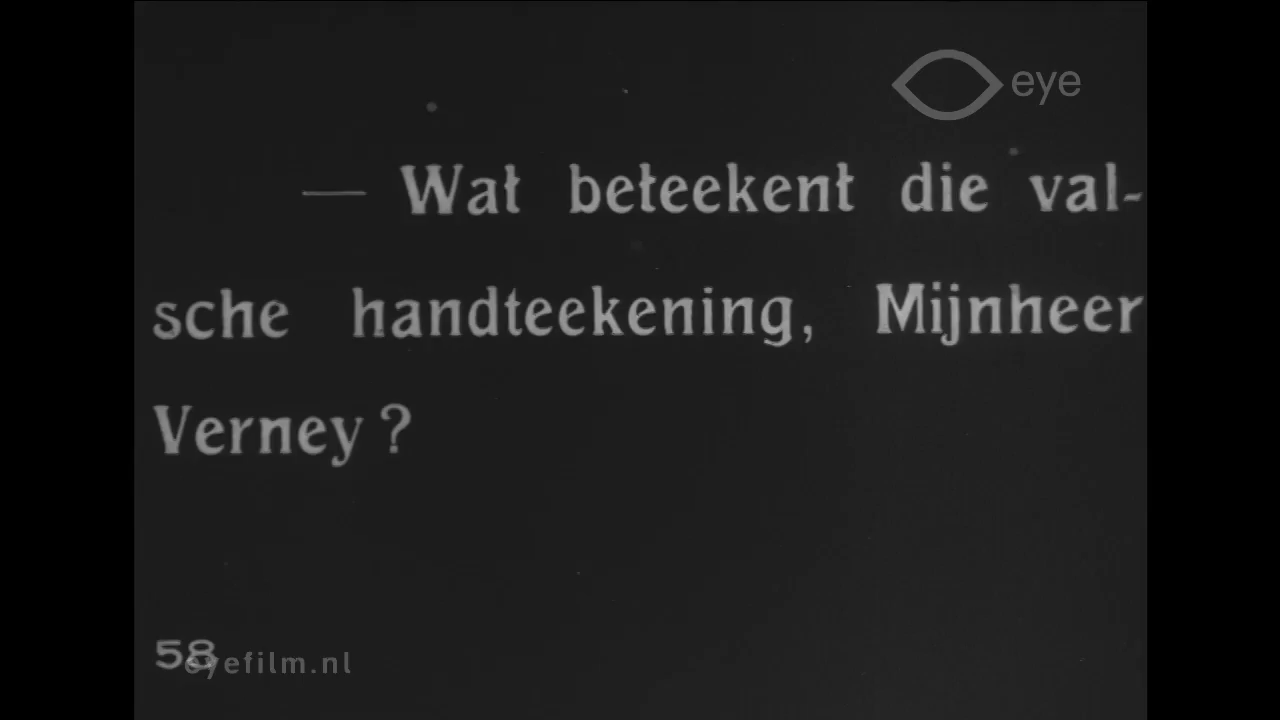 eye
— Wat beteekent die val-
sche handteekening, Mijnheer
Verney ?
58
eyefilm.nl